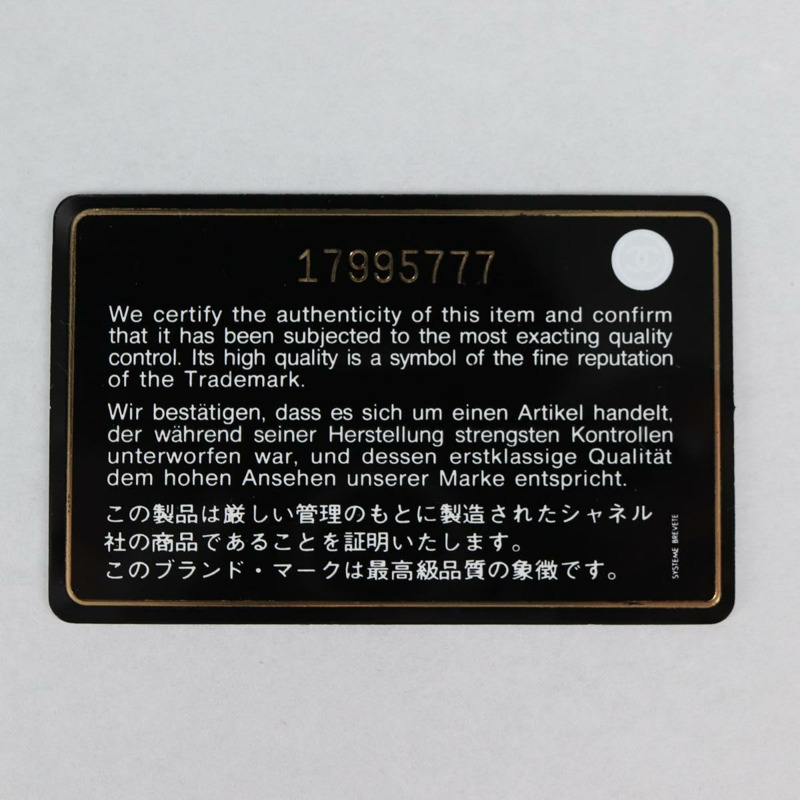 17995777
We certify the authenticity of this item and confirm
that it has been subjected to the most exacting quality
control. Its high quality is a symbol of the fine reputation
of the Trademark.
Wir bestätigen, dass es sich um einen Artikel handelt,
der während seiner Herstellung strengsten Kontrollen
unterworfen war, und dessen erstklassige Qualität
dem hohen Ansehen unserer Marke entspricht.
この製品は厳しい管理のもとに製造されたシャネル
社の商品であることを証明いたします。
このブランド・マークは最高級品質の象徴です。
SYSTEME BREVETE